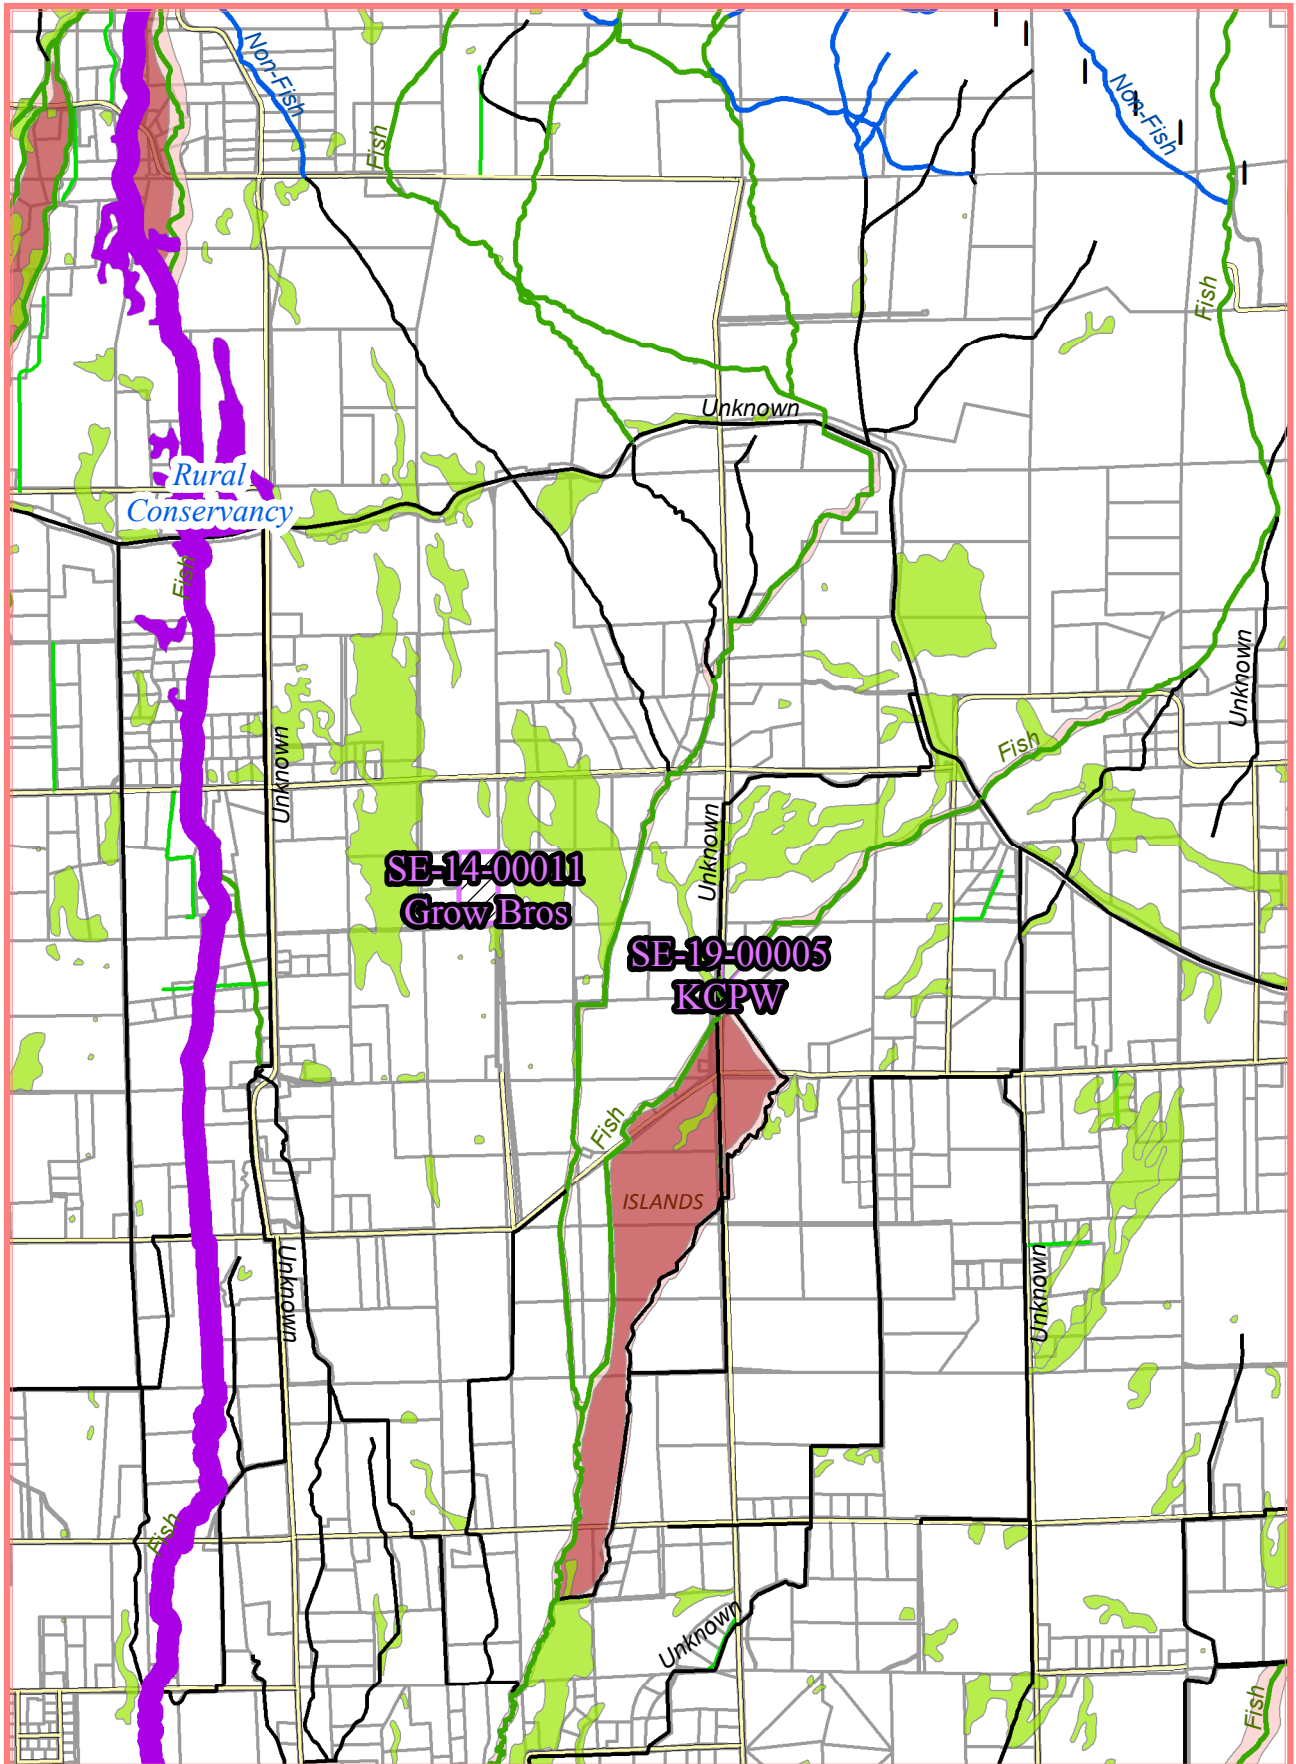 Non-Fish
Non-Fish
Fish
Fish
Unknown
Rural
Conservancy
Fish
Unknown
Fish
Unknown
Unknown
SE-14-00011
Grow Bros
SE-19-00005
KCPW
Fish
ISLANDS
Unknown
Unknown
Fish
Unknown
Fish